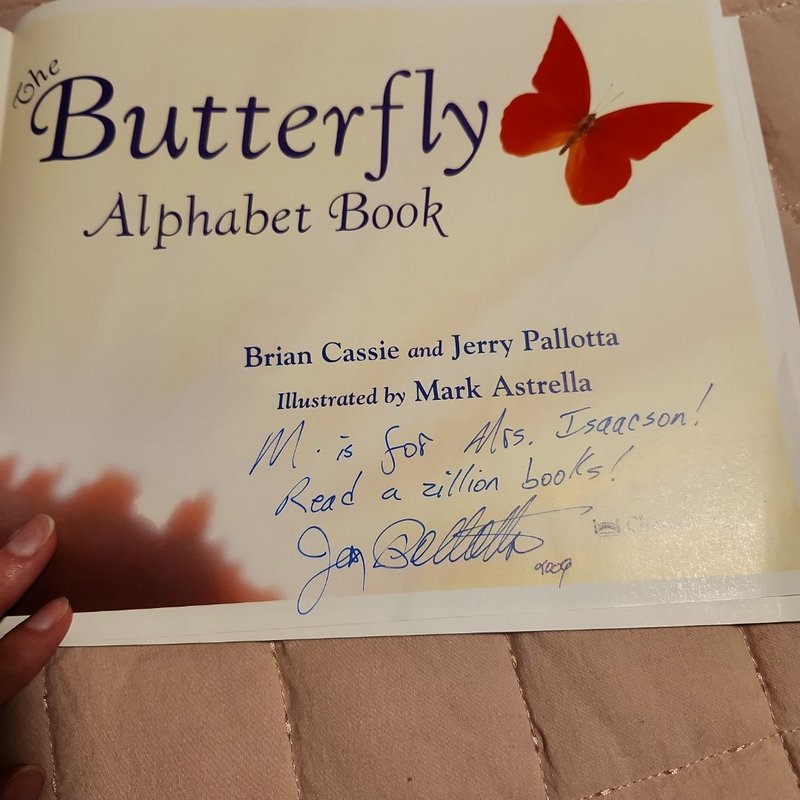 The
Butterfly
Alphabet Book
Brian Cassie and Jerry Pallotta
Illustrated by Mark Astrella
M. is for Mrs. Isaacson!
Read a zillion books!
Jerry Pallotta